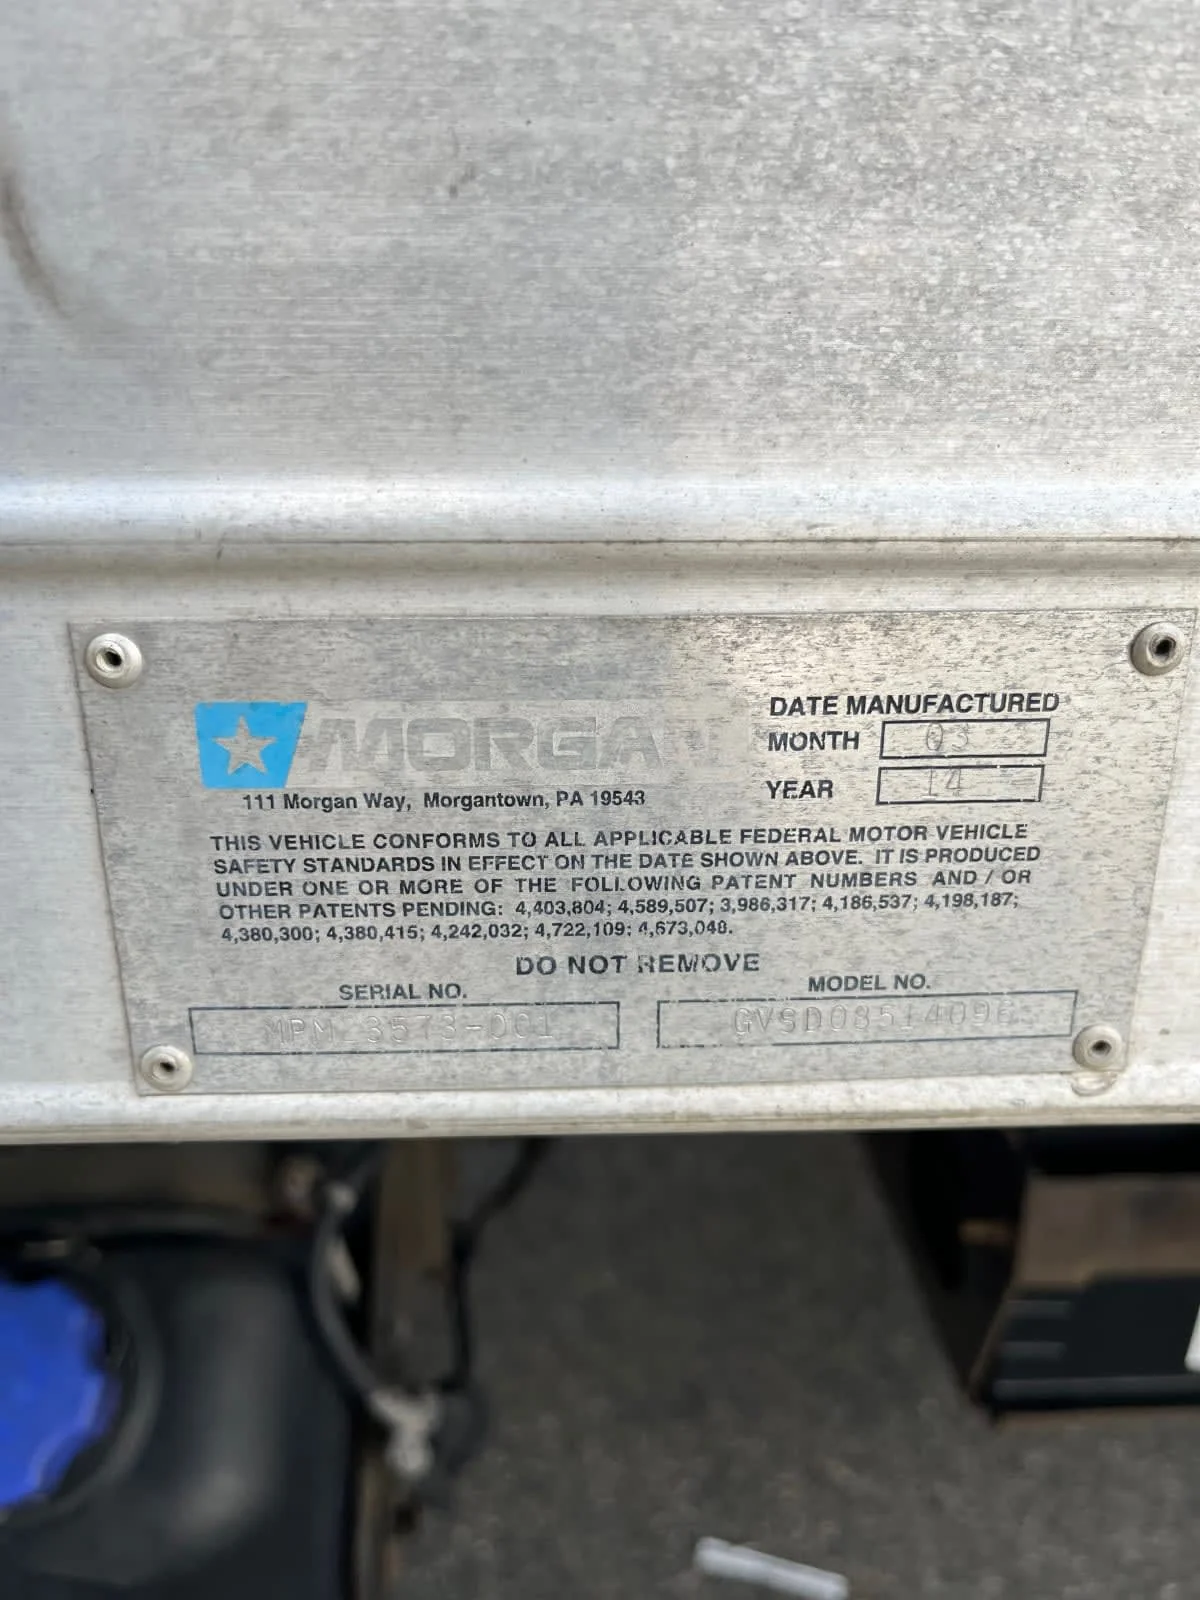 MORGAN
DATE MANUFACTURED
MONTH 03
YEAR 14
111 Morgan Way, Morgantown, PA 19543
THIS VEHICLE CONFORMS TO ALL APPLICABLE FEDERAL MOTOR VEHICLE
SAFETY STANDARDS IN EFFECT ON THE DATE SHOWN ABOVE. IT IS PRODUCED
UNDER ONE OR MORE OF THE FOLLOWING PATENT NUMBERS AND / OR
OTHER PATENTS PENDING: 4,403,804; 4,589,507; 3,986,317; 4,186,537; 4,198,187;
4,380,300; 4,380,415; 4,242,032; 4,722,109; 4,673,048.
DO NOT REMOVE
SERIAL NO.
MODEL NO.
GVSD08514096